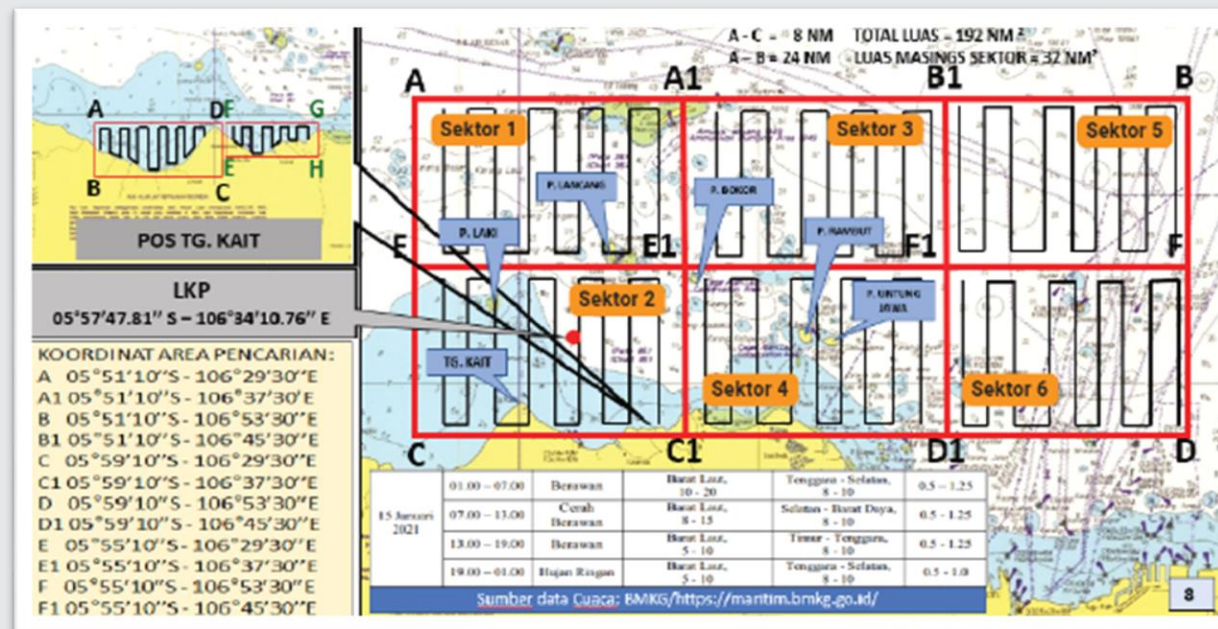 A - C = 8 NM TOTAL LUAS - 192 NM²
A - B = 24 NM LUAS MASINGS SEKTOR = 32 NM²
A A1 B1 B
A D F G
B C E H
POS TG. KAIT
LKP
05°57'47.81'' S – 106°34'10.76'' E
KOORDINAT AREA PENCARIAN:
A 05°51'10''S - 106°29'30''E
A1 05°51'10''S - 106°37'30''E
B 05°51'10''S - 106°53'30''E
B1 05°51'10''S - 106°45'30''E
C 05°59'10''S - 106°29'30''E
C1 05°59'10''S - 106°37'30''E
D 05°59'10''S - 106°53'30''E
D1 05°59'10''S - 106°45'30''E
E 05°55'10''S - 106°29'30''E
E1 05°55'10''S - 106°37'30''E
F 05°55'10''S - 106°53'30''E
F1 05°55'10''S - 106°45'30''E
Sektor 1
Sektor 3
Sektor 5
P. LANCANG
P. BOKOR
P. LAKI
P. RAMBUT
E E1 F1 F
Sektor 2
P. UNTUNG JAWA
TG. KAIT
Sektor 4
Sektor 6
C C1 D1 D
15 Januari 2021
01.00 – 07.00 Berawan Barat Laut, 10 - 20 Tenggara - Selatan, 8 - 10 0.5 – 1.25
07.00 – 13.00 Cerah Berawan Barat Laut, 8 - 15 Selatan - Barat Daya, 8 - 10 0.5 - 1.25
13.00 – 19.00 Berawan Barat Laut, 5 - 10 Timur - Tenggara, 8 - 10 0.5 - 1.25
19.00 – 01.00 Hujan Ringan Barat Laut, 5 - 10 Tenggara - Selatan, 8 - 10 0.5 - 1.0
Sumber data Cuaca; BMKG/https://maritim.bmkg.go.id/
8